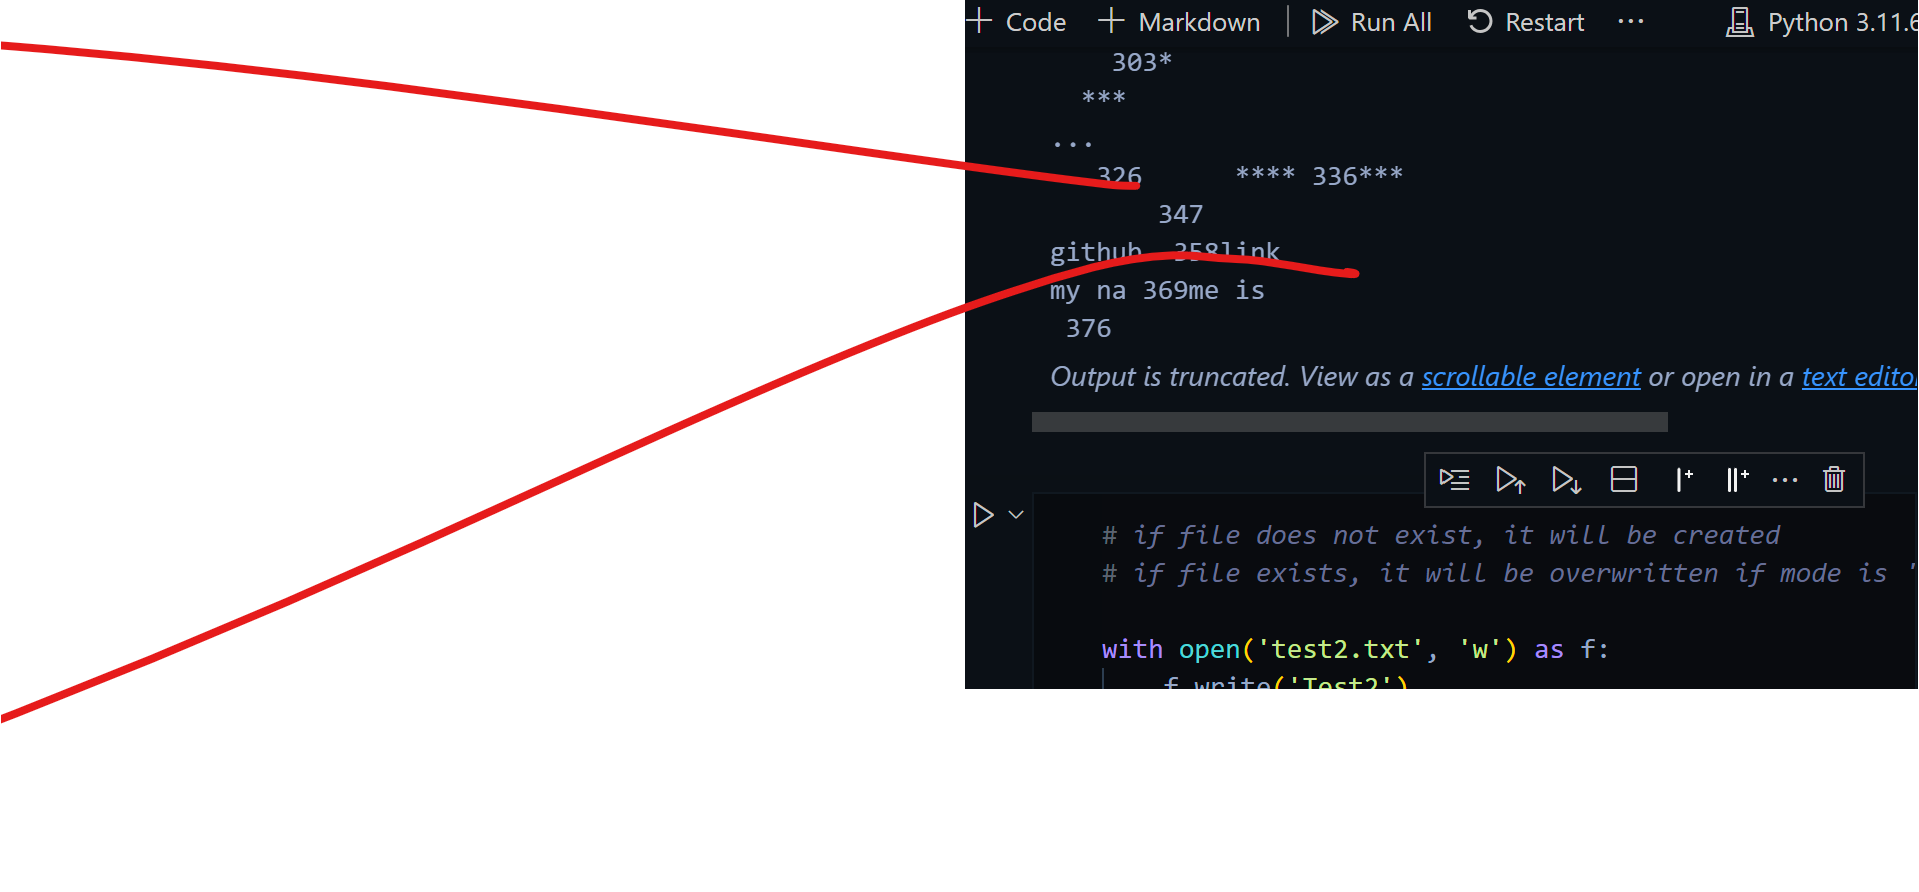 Code Markdown Run All Restart ... Python 3.11.6
303*
***
...
326 **** 336***
347
github 358link
my na 369me is
376
Output is truncated. View as a scrollable element or open in a text editor
# if file does not exist, it will be created
# if file exists, it will be overwritten if mode is '
with open('test2.txt', 'w') as f:
f.write('Test2')